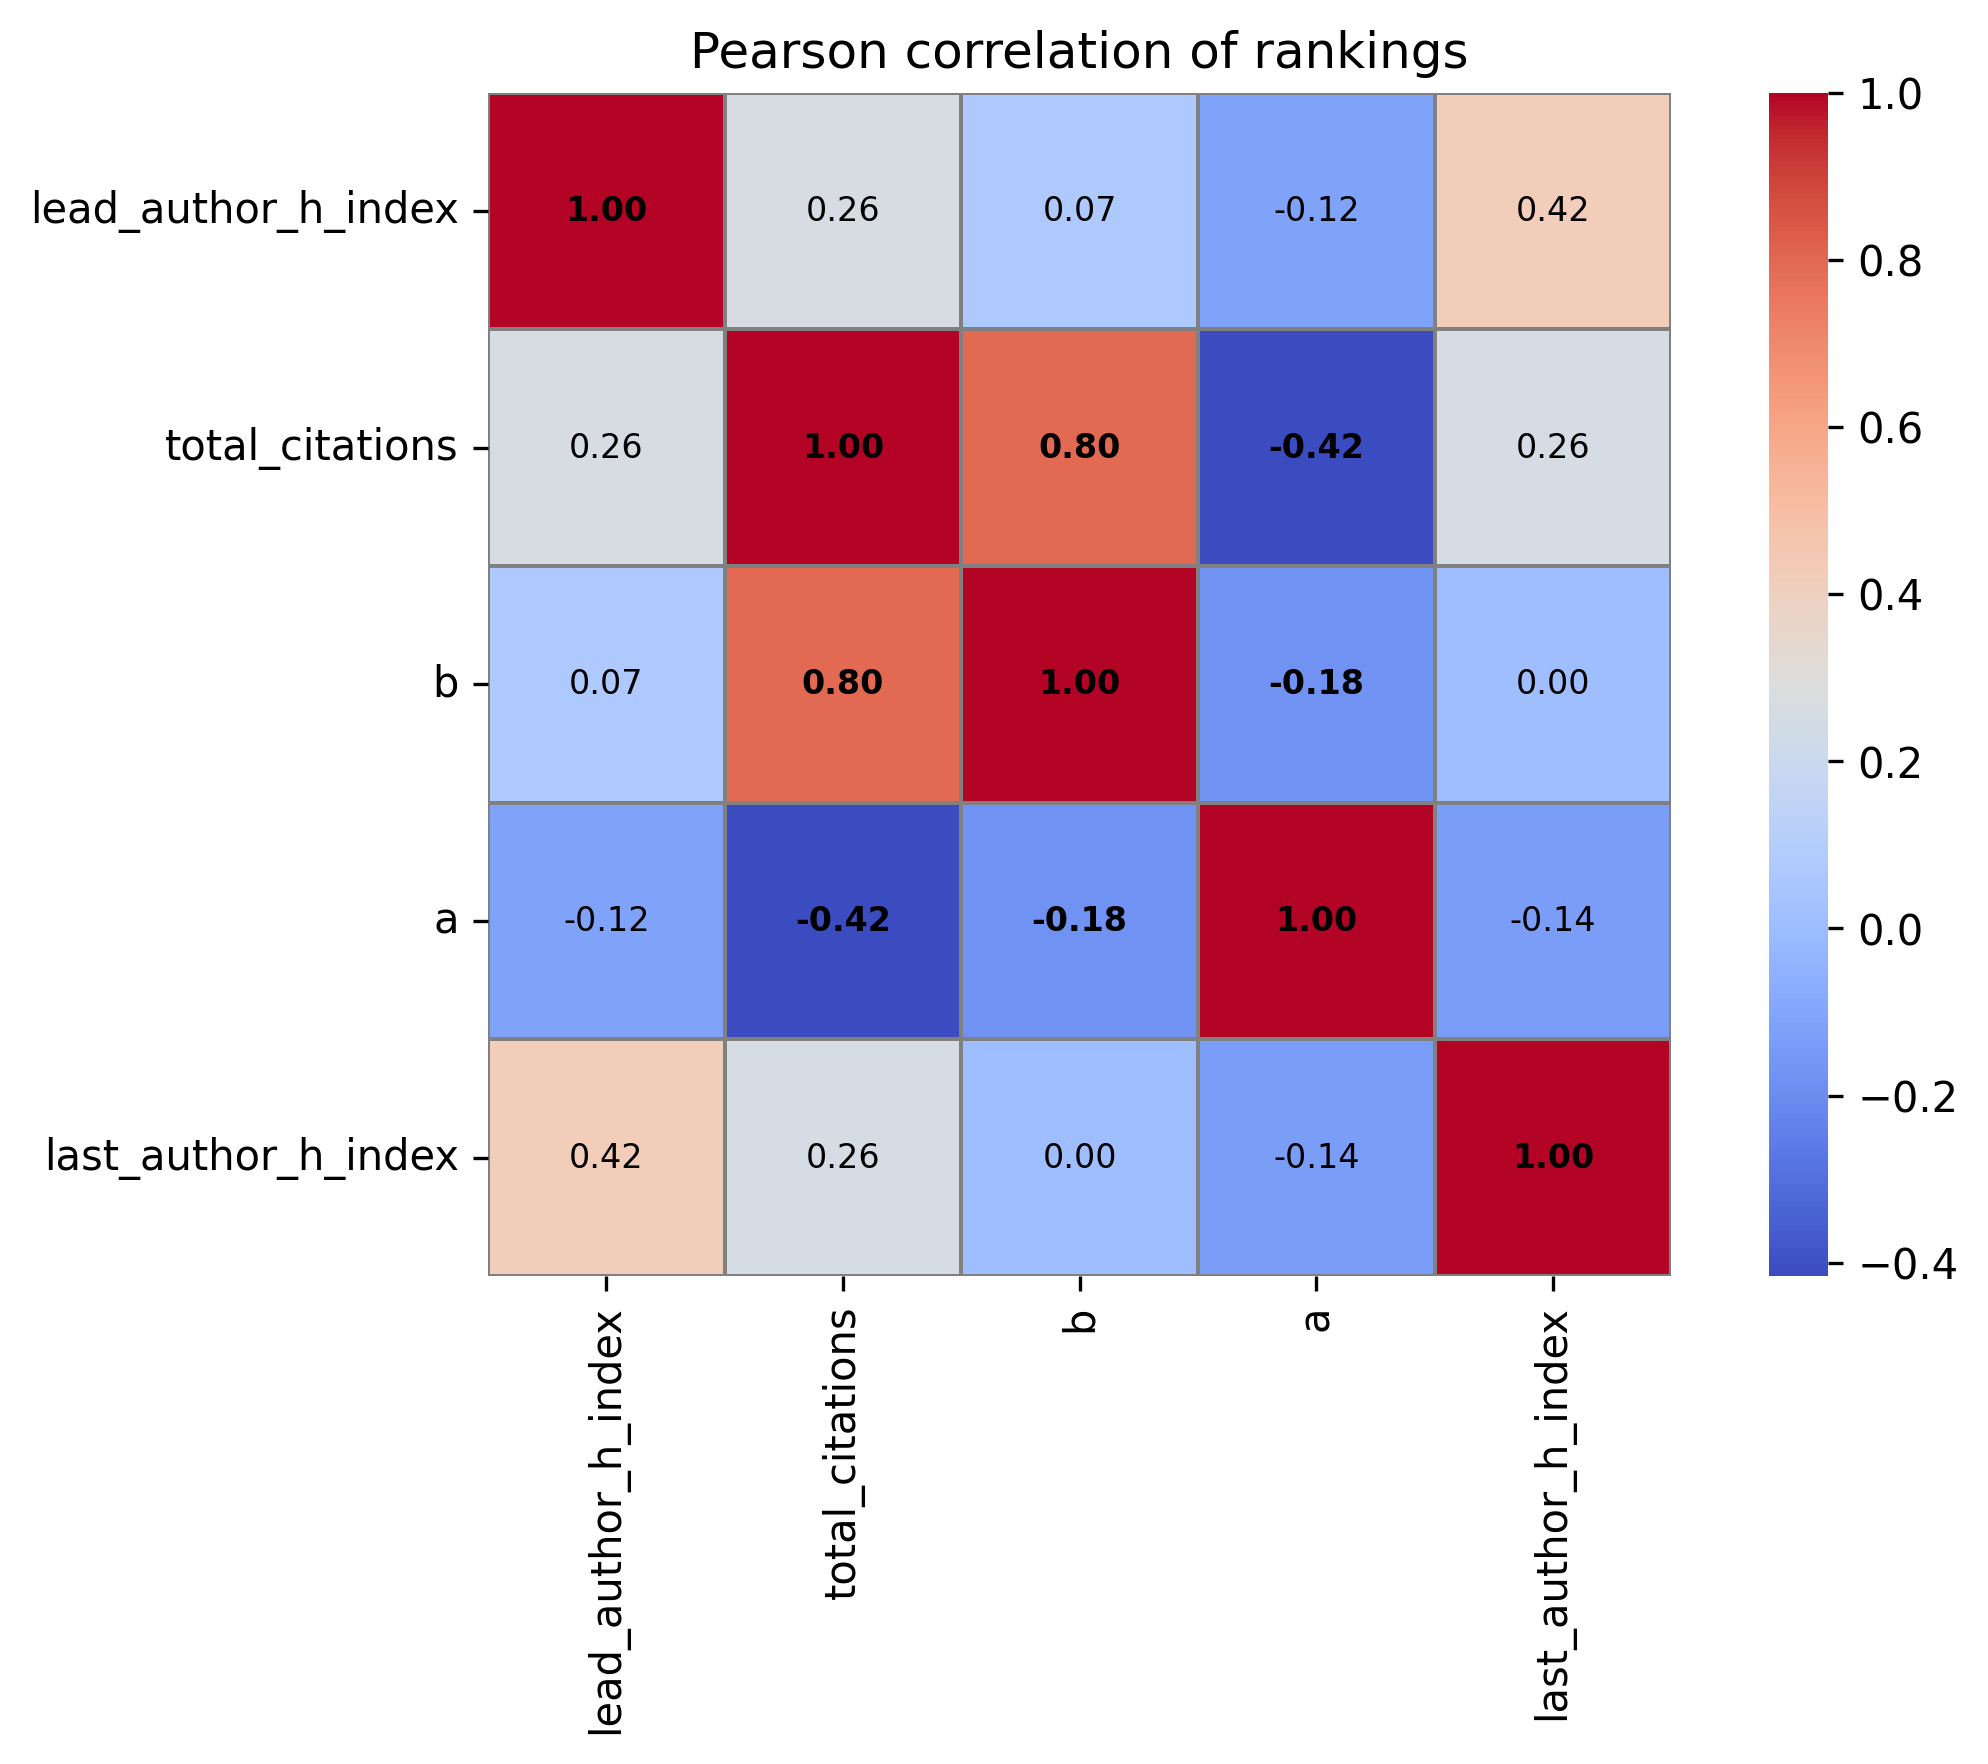 Pearson correlation of rankings
lead_author_h_index 1.00 0.26 0.07 -0.12 0.42
total_citations 0.26 1.00 0.80 -0.42 0.26
b 0.07 0.80 1.00 -0.18 0.00
a -0.12 -0.42 -0.18 1.00 -0.14
last_author_h_index 0.42 0.26 0.00 -0.14 1.00
lead_author_h_index
total_citations
b
a
last_author_h_index
1.0
0.8
0.6
0.4
0.2
0.0
−0.2
−0.4